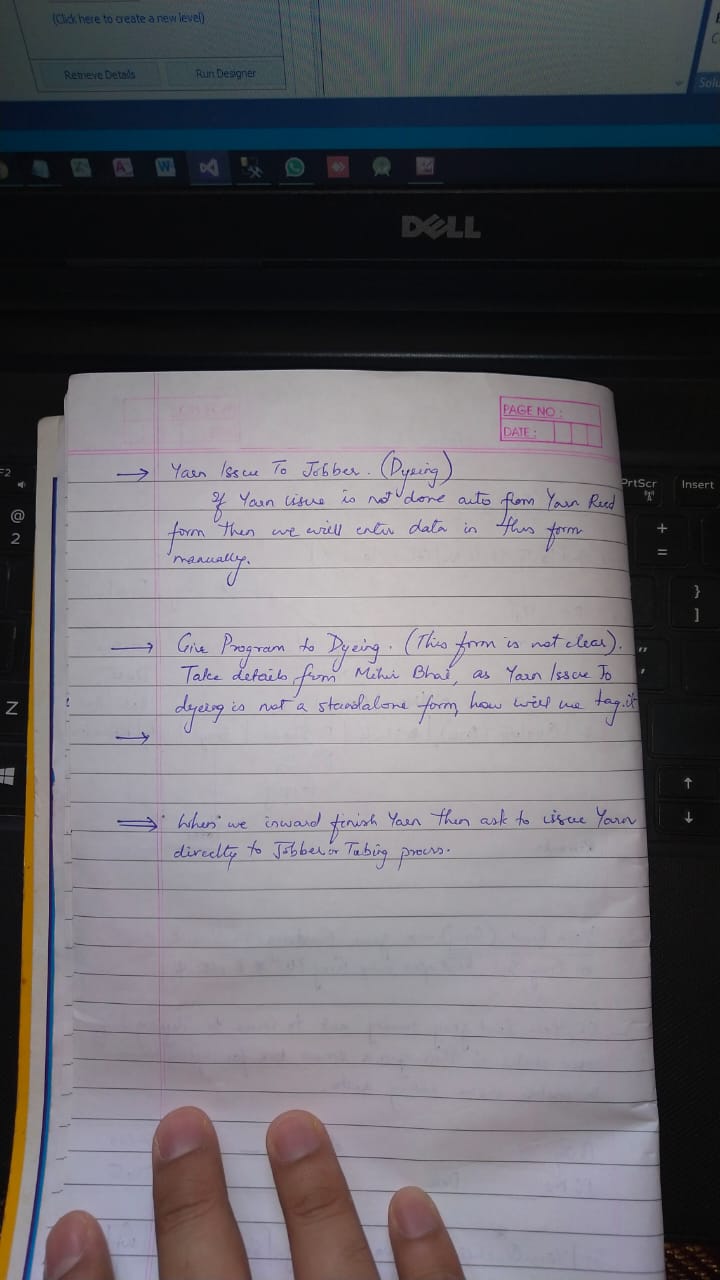 (Click here to create a new level)
Retrieve Details
Run Designer
DELL
F2
@
2
Z
PrtScr
Insert
+
=
}
]
"
'
↑
↓
PAGE NO :
DATE :
→ Yarn Issue To Jobber. (Dyeing)
If Yarn issue is not done auto from Yarn Recd
form then we will enter data in this form
manually.
→ Give Program to Dyeing. (This form is not clear).
Take details from Mihir Bhai, as Yarn Issue To
dyeing is not a standalone form, how will we tag it
→
⇒ When we inward finish Yarn then ask to issue Yarn
directly to Jobber or Tubing process.